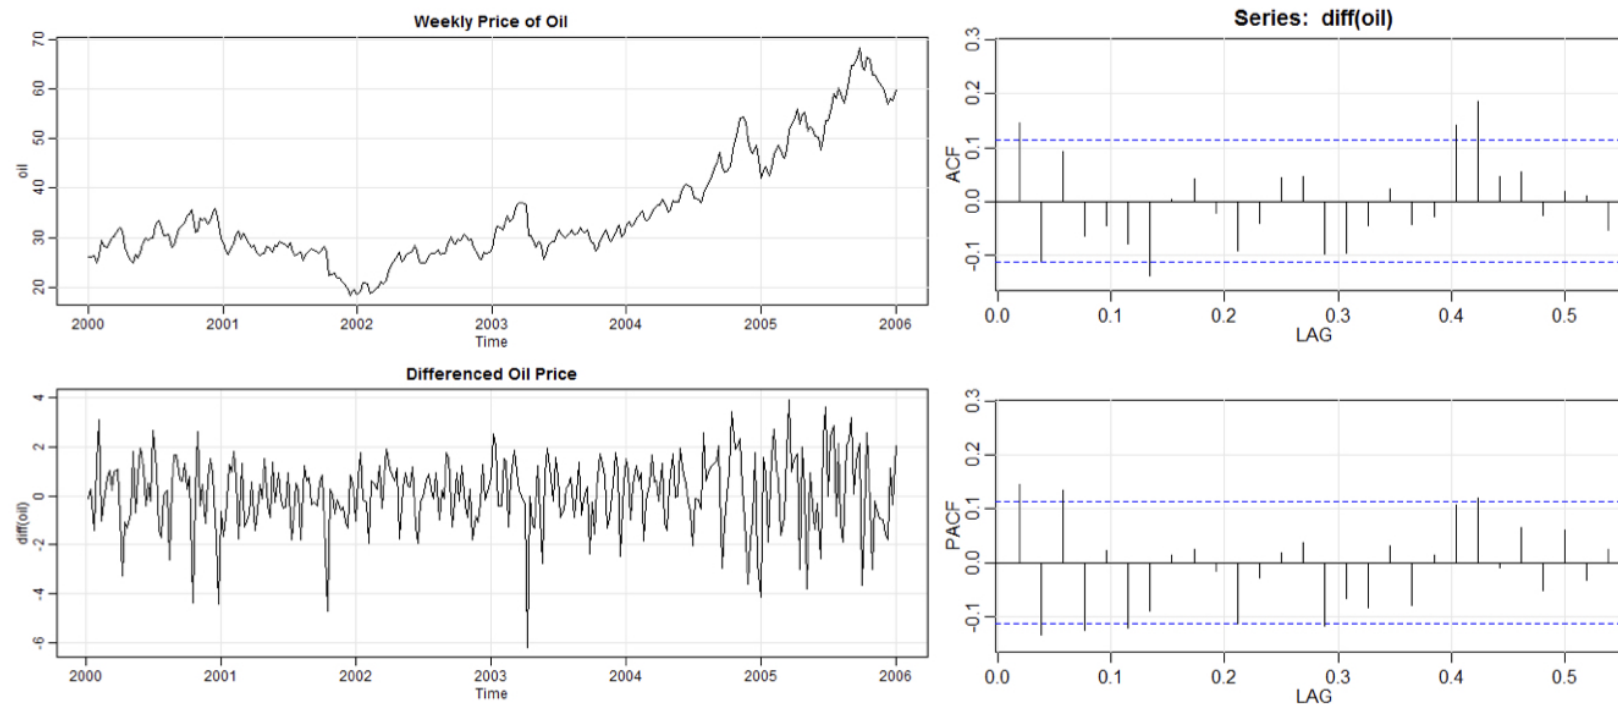 Weekly Price of Oil
oil
70
60
50
40
30
20
2000 2001 2002 2003 2004 2005 2006
Time
Differenced Oil Price
diff(oil)
4
2
0
-2
-4
-6
2000 2001 2002 2003 2004 2005 2006
Time
Series: diff(oil)
ACF
0.3
0.2
0.1
0.0
-0.1
0.0 0.1 0.2 0.3 0.4 0.5
LAG
PACF
0.3
0.2
0.1
0.0
-0.1
0.0 0.1 0.2 0.3 0.4 0.5
LAG